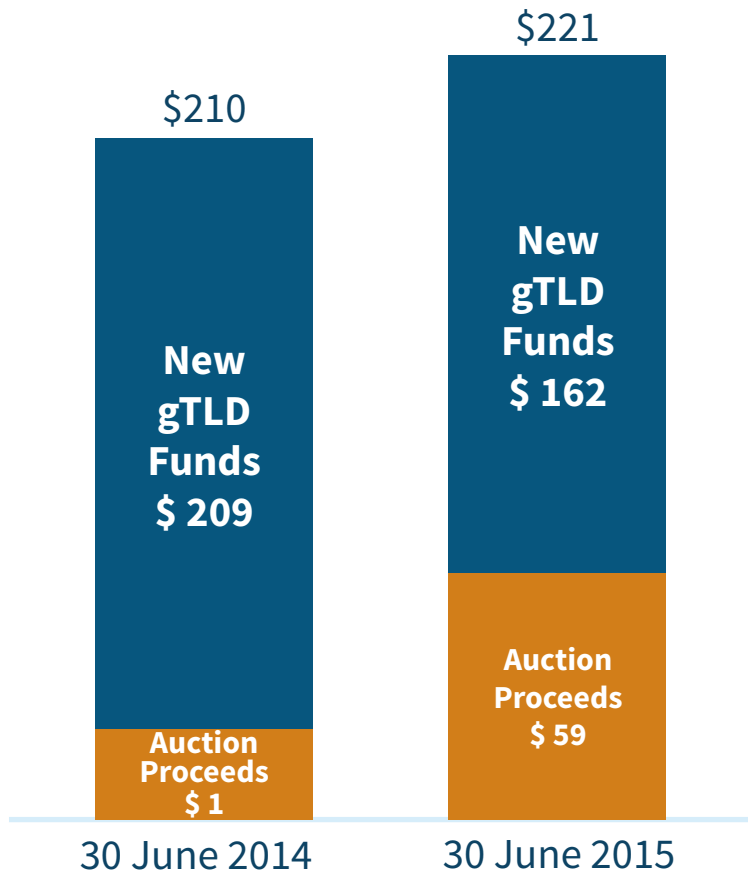 $210
New
gTLD
Funds
$ 209
Auction
Proceeds
$ 1
30 June 2014
$221
New
gTLD
Funds
$ 162
Auction
Proceeds
$ 59
30 June 2015